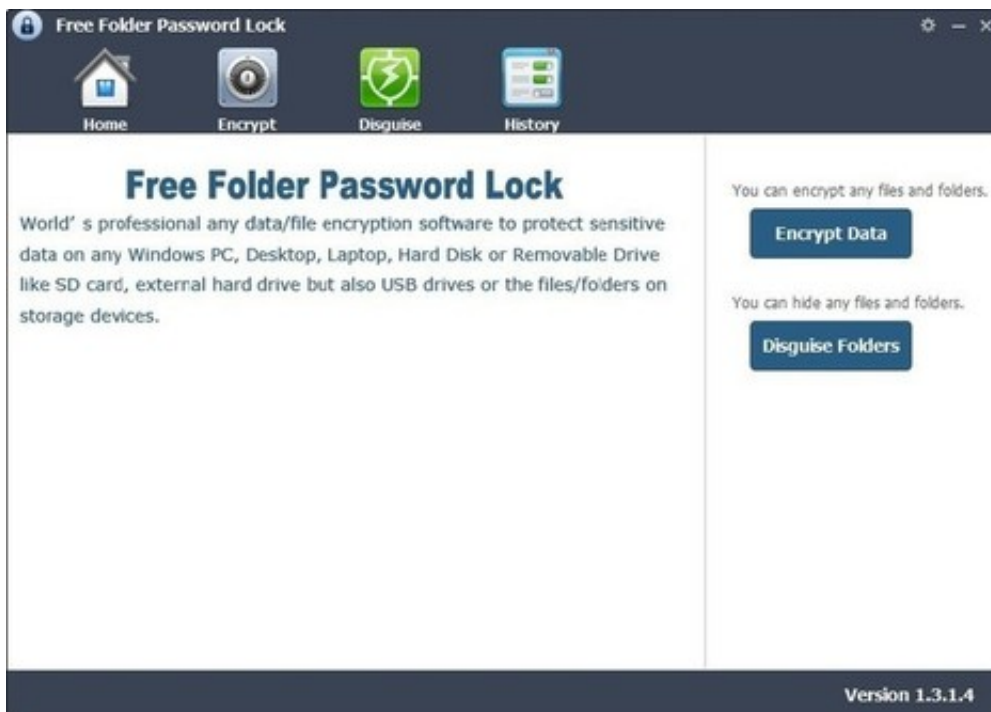 Free Folder Password Lock
Home Encrypt Disguise History
Free Folder Password Lock
World' s professional any data/file encryption software to protect sensitive
data on any Windows PC, Desktop, Laptop, Hard Disk or Removable Drive
like SD card, external hard drive but also USB drives or the files/folders on
storage devices.
You can encrypt any files and folders.
Encrypt Data
You can hide any files and folders.
Disguise Folders
Version 1.3.1.4